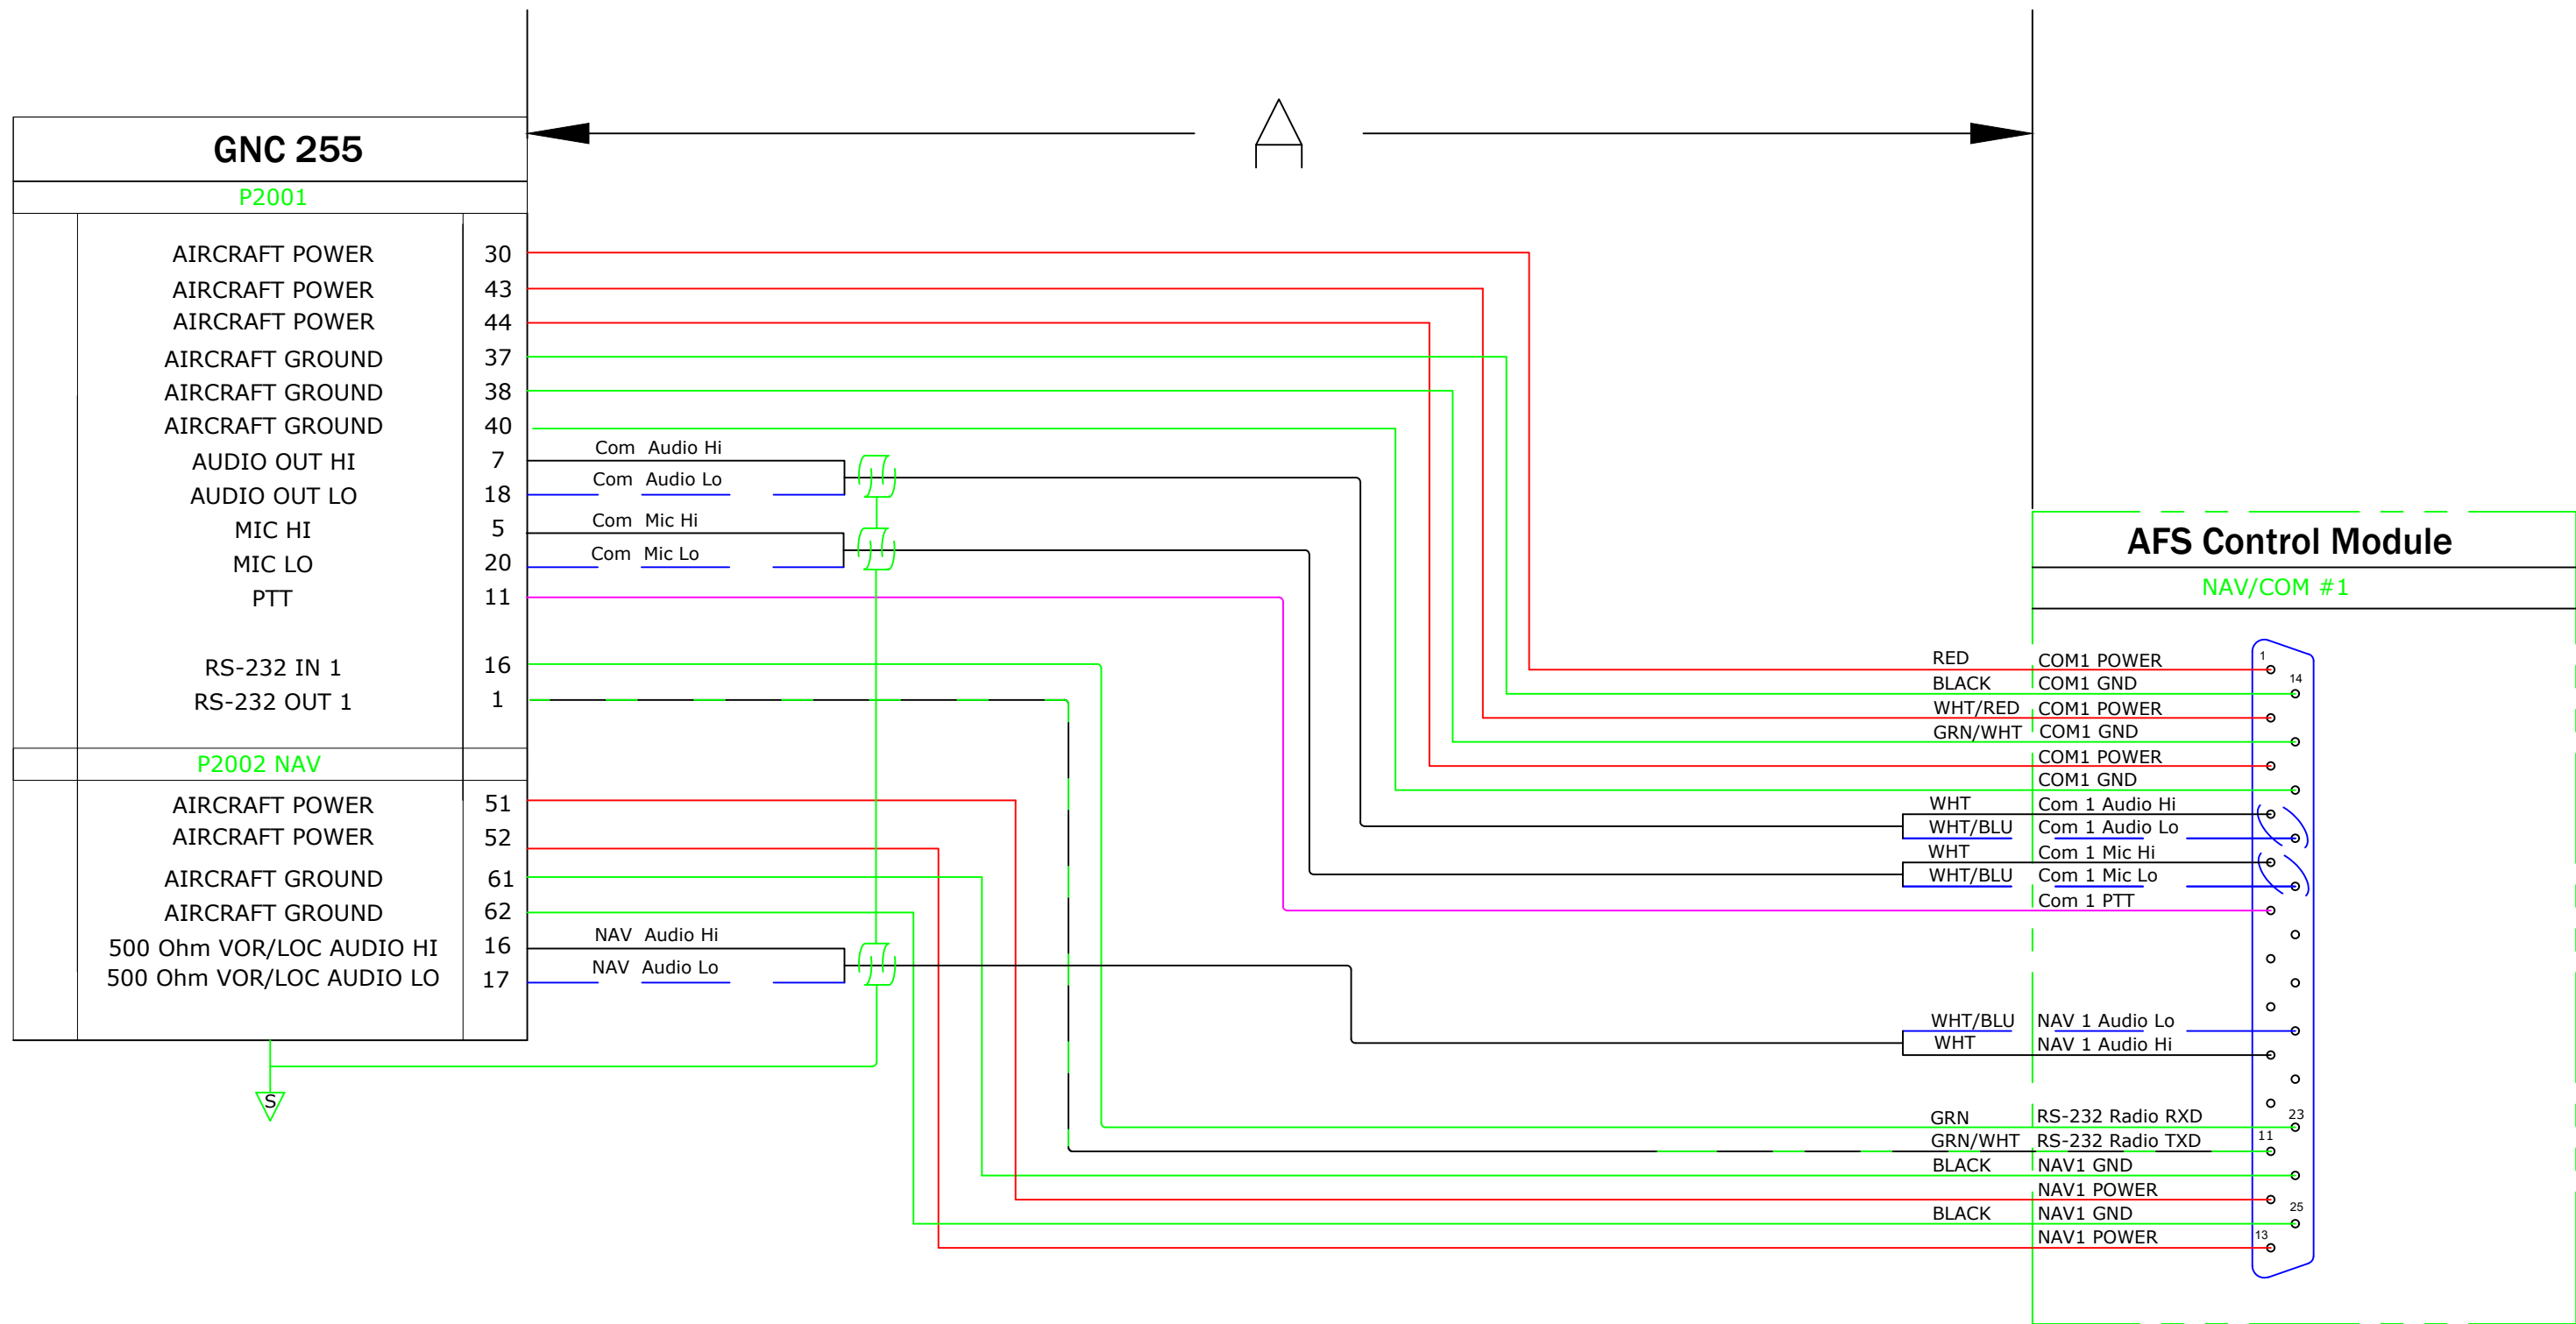 A
GNC 255
P2001
AIRCRAFT POWER 30
AIRCRAFT POWER 43
AIRCRAFT POWER 44
AIRCRAFT GROUND 37
AIRCRAFT GROUND 38
AIRCRAFT GROUND 40
AUDIO OUT HI 7 Com Audio Hi
AUDIO OUT LO 18 Com Audio Lo
MIC HI 5 Com Mic Hi
MIC LO 20 Com Mic Lo
PTT 11
RS-232 IN 1 16
RS-232 OUT 1 1
P2002 NAV
AIRCRAFT POWER 51
AIRCRAFT POWER 52
AIRCRAFT GROUND 61
AIRCRAFT GROUND 62
500 Ohm VOR/LOC AUDIO HI 16 NAV Audio Hi
500 Ohm VOR/LOC AUDIO LO 17 NAV Audio Lo
S
AFS Control Module
NAV/COM #1
RED COM1 POWER 1
BLACK COM1 GND 14
WHT/RED COM1 POWER
GRN/WHT COM1 GND
COM1 POWER
COM1 GND
WHT Com 1 Audio Hi
WHT/BLU Com 1 Audio Lo
WHT Com 1 Mic Hi
WHT/BLU Com 1 Mic Lo
Com 1 PTT
WHT/BLU NAV 1 Audio Lo
WHT NAV 1 Audio Hi
GRN RS-232 Radio RXD 23
GRN/WHT RS-232 Radio TXD 11
BLACK NAV1 GND
NAV1 POWER
BLACK NAV1 GND 25
NAV1 POWER 13